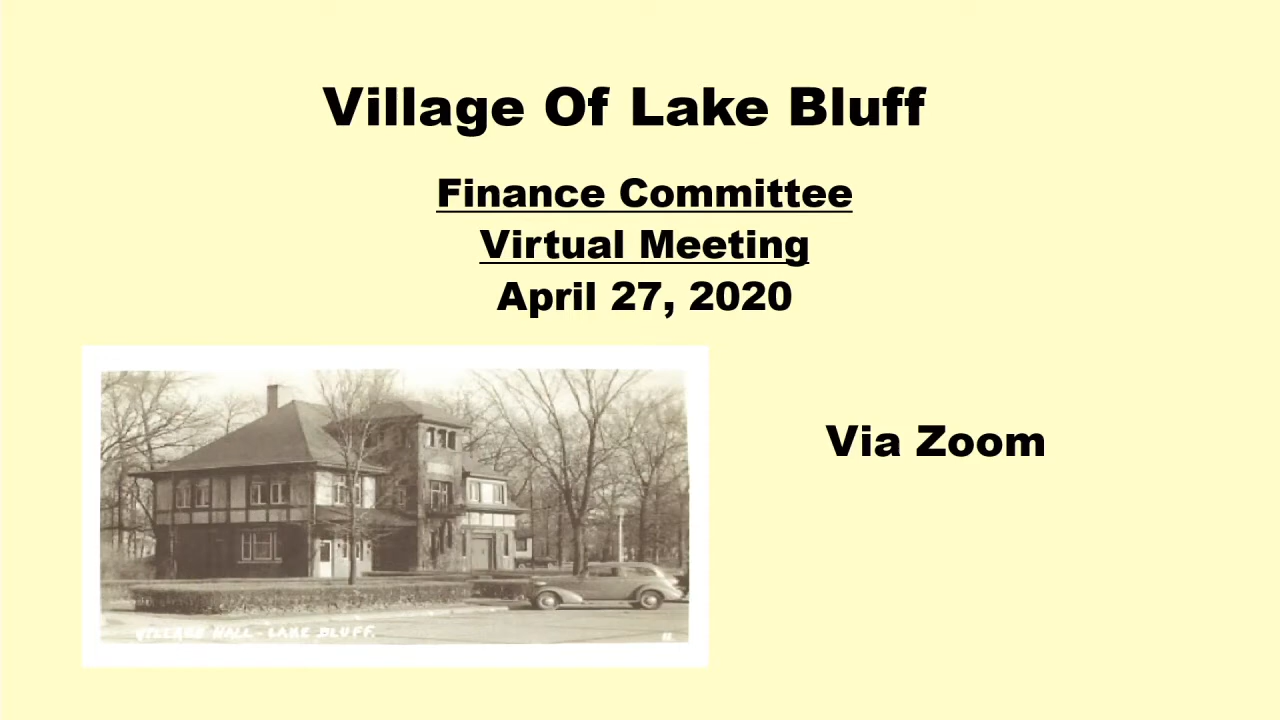 Village Of Lake Bluff
Finance Committee
Virtual Meeting
April 27, 2020
Via Zoom
VILLAGE HALL - LAKE BLUFF.